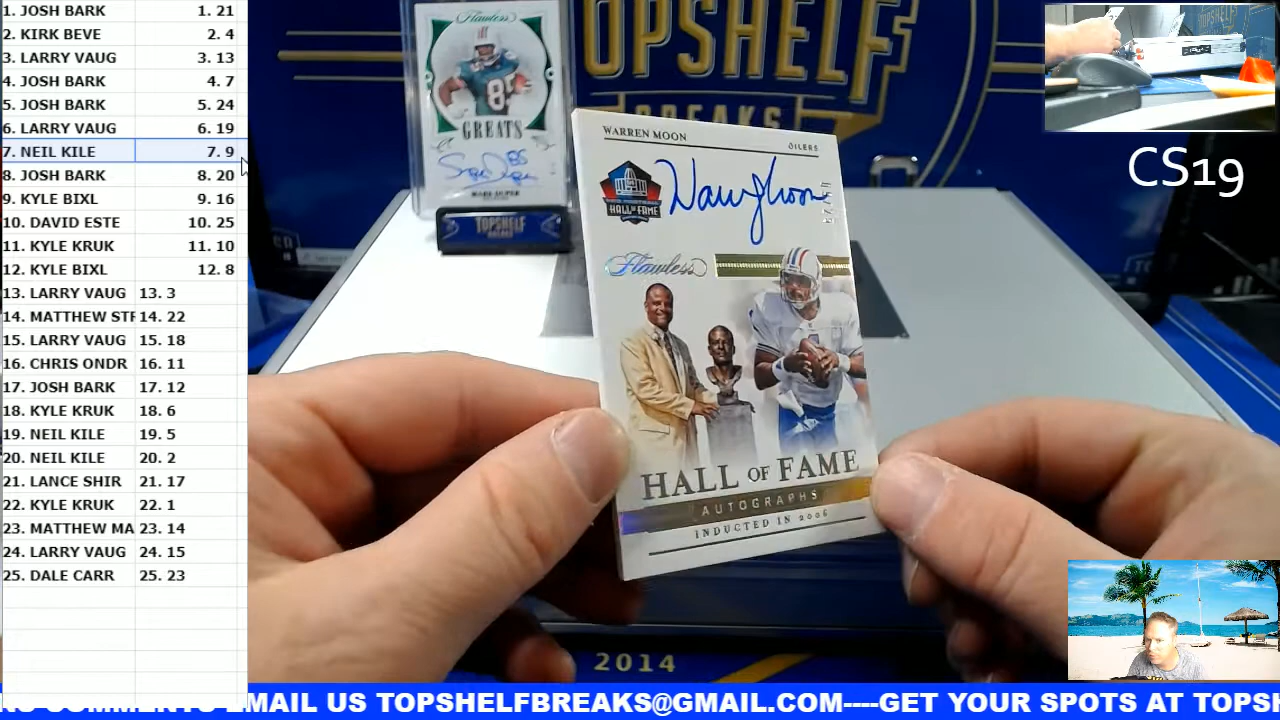 1. JOSH BARK 1. 21
2. KIRK BEVE 2. 4
3. LARRY VAUG 3. 13
4. JOSH BARK 4. 7
5. JOSH BARK 5. 24
6. LARRY VAUG 6. 19
7. NEIL KILE 7. 9
8. JOSH BARK 8. 20
9. KYLE BIXL 9. 16
10. DAVID ESTE 10. 25
11. KYLE KRUK 11. 10
12. KYLE BIXL 12. 8
13. LARRY VAUG 13. 3
14. MATTHEW STF 14. 22
15. LARRY VAUG 15. 18
16. CHRIS ONDR 16. 11
17. JOSH BARK 17. 12
18. KYLE KRUK 18. 6
19. NEIL KILE 19. 5
20. NEIL KILE 20. 2
21. LANCE SHIR 21. 17
22. KYLE KRUK 22. 1
23. MATTHEW MA 23. 14
24. LARRY VAUG 24. 15
25. DALE CARR 25. 23
Flawless
85
GREATS
TOPSHELF
BREAKS
OPSHELF
BREAKS
CS19
WARREN MOON
OILERS
HALL OF FAME
Warren Moon
Flawless
HALL OF FAME
AUTOGRAPHS
INDUCTED IN 2006
2014
COMMENTS EMAIL US TOPSHELFBREAKS@GMAIL.COM----GET YOUR SPOTS AT TOPS